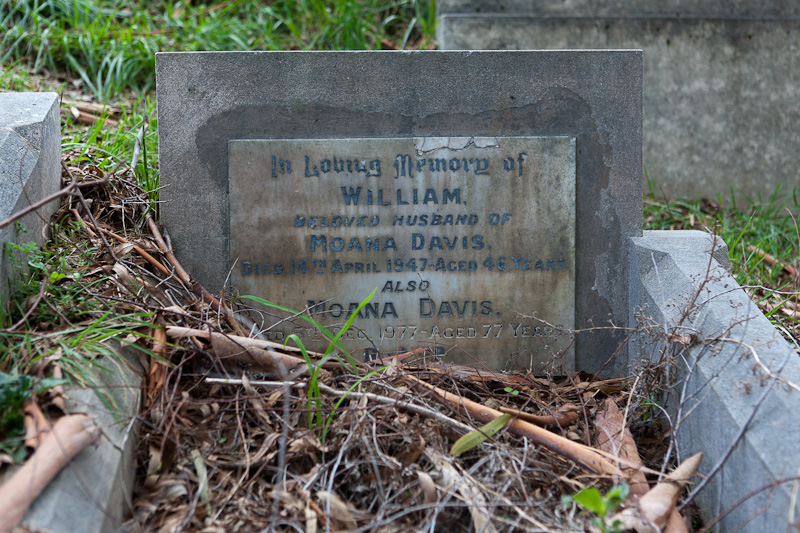 In Loving Memory of
WILLIAM,
BELOVED HUSBAND OF
MOANA DAVIS.
DIED 14TH APRIL 1947-AGED 46 YEARS
ALSO
MOANA DAVIS.
DEC. 1977-AGED 77 YEARS